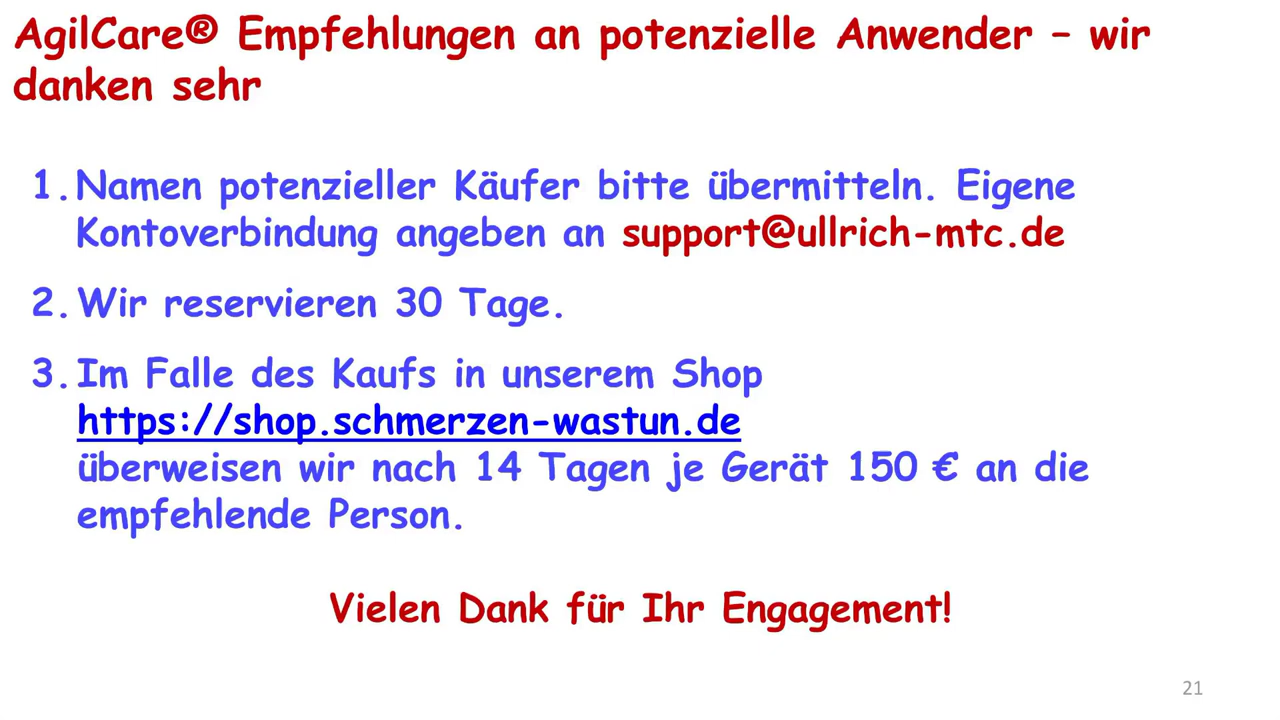 AgilCare® Empfehlungen an potenzielle Anwender – wir
danken sehr
1. Namen potenzieller Käufer bitte übermitteln. Eigene
Kontoverbindung angeben an support@ullrich-mtc.de
2. Wir reservieren 30 Tage.
3. Im Falle des Kaufs in unserem Shop
https://shop.schmerzen-wastun.de
überweisen wir nach 14 Tagen je Gerät 150 € an die
empfehlende Person.
Vielen Dank für Ihr Engagement!
21